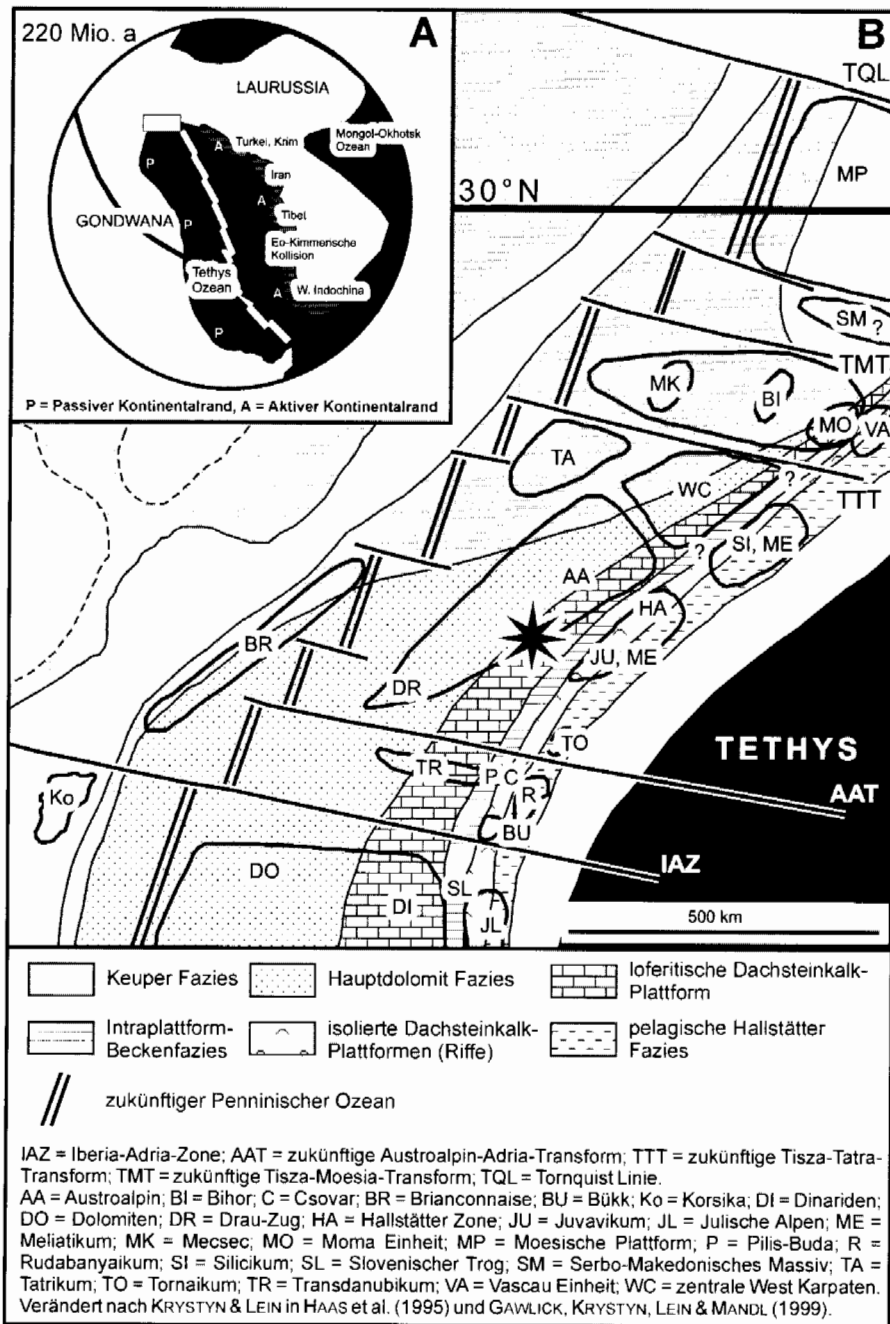 220 Mio. a
A
LAURUSSIA
Mongol-Okhotsk
Ozean
A
Turkei, Krim
P
Iran
A
GONDWANA
P
Tibet
Eo-Kimmerische
Kollision
Tethys
Ozean
A
W. Indochina
P
P = Passiver Kontinentalrand, A = Aktiver Kontinentalrand
B
TQL
MP
30°N
SM
?
TMT
MK
BI
MO
VA
TA
WC
?
TTT
SI, ME
?
AA
HA
BR
JU, ME
DR
TO
TETHYS
TR
P
C
AAT
Ko
R
BU
IAZ
DO
SL
DI
JL
500 km
Keuper Fazies
Hauptdolomit Fazies
loferitische Dachsteinkalk-
Plattform
Intraplattform-
Beckenfazies
isolierte Dachsteinkalk-
Plattformen (Riffe)
pelagische Hallstätter
Fazies
zukünftiger Penninischer Ozean
IAZ = Iberia-Adria-Zone; AAT = zukünftige Austroalpin-Adria-Transform; TTT = zukünftige Tisza-Tatra-
Transform; TMT = zukünftige Tisza-Moesia-Transform; TQL = Tornquist Linie.
AA = Austroalpin; BI = Bihor; C = Csovar; BR = Brianconnaise; BU = Bükk; Ko = Korsika; DI = Dinariden;
DO = Dolomiten; DR = Drau-Zug; HA = Hallstätter Zone; JU = Juvavikum; JL = Julische Alpen; ME =
Meliatikum; MK = Mecsec; MO = Moma Einheit; MP = Moesische Plattform; P = Pilis-Buda; R =
Rudabanyaikum; SI = Silicikum; SL = Slovenischer Trog; SM = Serbo-Makedonisches Massiv; TA =
Tatrikum; TO = Tornaikum; TR = Transdanubikum; VA = Vascau Einheit; WC = zentrale West Karpaten.
Verändert nach KRYSTYN & LEIN in HAAS et al. (1995) und GAWLICK, KRYSTYN, LEIN & MANDL (1999).